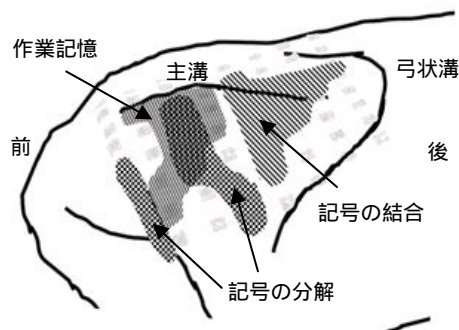 作業記憶
主溝
弓状溝
前
後
記号の結合
記号の分解